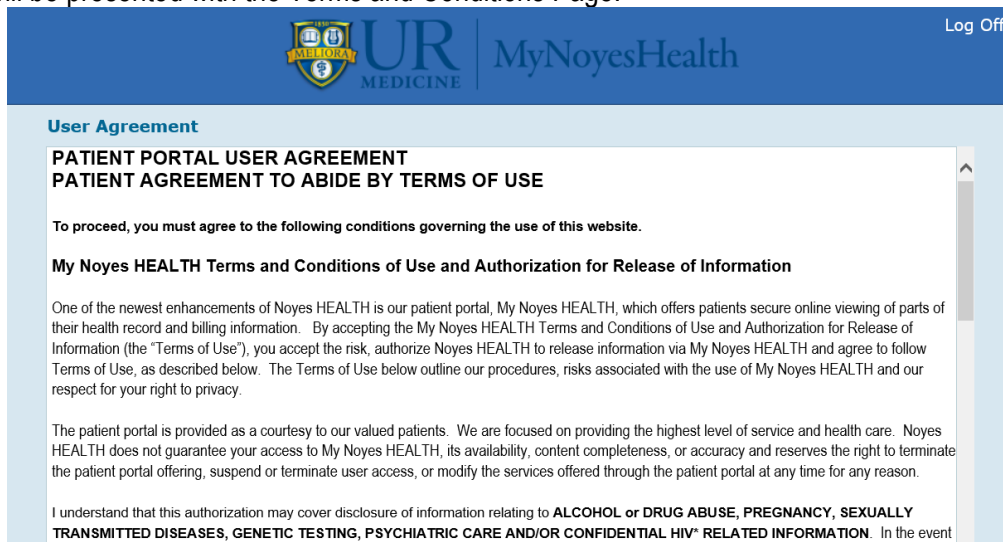 ll be presented with the Terms and Conditions Page.
Log Off
MELIORA
UR
MEDICINE
MyNoyesHealth
User Agreement
PATIENT PORTAL USER AGREEMENT
PATIENT AGREEMENT TO ABIDE BY TERMS OF USE
To proceed, you must agree to the following conditions governing the use of this website.
My Noyes HEALTH Terms and Conditions of Use and Authorization for Release of Information
One of the newest enhancements of Noyes HEALTH is our patient portal, My Noyes HEALTH, which offers patients secure online viewing of parts of
their health record and billing information.   By accepting the My Noyes HEALTH Terms and Conditions of Use and Authorization for Release of
Information (the “Terms of Use”), you accept the risk, authorize Noyes HEALTH to release information via My Noyes HEALTH and agree to follow
Terms of Use, as described below.  The Terms of Use below outline our procedures, risks associated with the use of My Noyes HEALTH and our
respect for your right to privacy.
The patient portal is provided as a courtesy to our valued patients.  We are focused on providing the highest level of service and health care.  Noyes
HEALTH does not guarantee your access to My Noyes HEALTH, its availability, content completeness, or accuracy and reserves the right to terminate
the patient portal offering, suspend or terminate user access, or modify the services offered through the patient portal at any time for any reason.
I understand that this authorization may cover disclosure of information relating to ALCOHOL or DRUG ABUSE, PREGNANCY, SEXUALLY
TRANSMITTED DISEASES, GENETIC TESTING, PSYCHIATRIC CARE AND/OR CONFIDENTIAL HIV* RELATED INFORMATION.  In the event